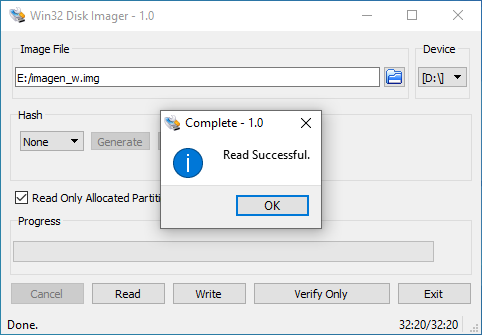 Win32 Disk Imager - 1.0
Image File
Device
E:/imagen_w.img
[D:\]
Hash
None
Generate
Complete - 1.0
Read Successful.
OK
Read Only Allocated Partiti
Progress
Cancel
Read
Write
Verify Only
Exit
Done.
32:20/32:20